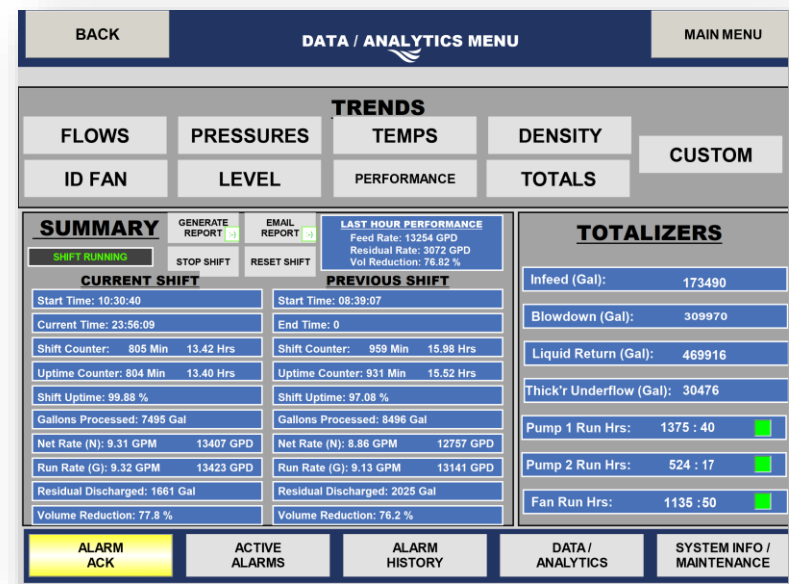 BACK
DATA / ANALYTICS MENU
MAIN MENU
TRENDS
FLOWS
PRESSURES
TEMPS
DENSITY
CUSTOM
ID FAN
LEVEL
PERFORMANCE
TOTALS
SUMMARY
GENERATE
REPORT :-)
EMAIL
REPORT :-)
SHIFT RUNNING
STOP SHIFT
RESET SHIFT
LAST HOUR PERFORMANCE
Feed Rate: 13254 GPD
Residual Rate: 3072 GPD
Vol Reduction: 76.82 %
CURRENT SHIFT
Start Time: 10:30:40
Current Time: 23:56:09
Shift Counter: 805 Min 13.42 Hrs
Uptime Counter: 804 Min 13.40 Hrs
Shift Uptime: 99.88 %
Gallons Processed: 7495 Gal
Net Rate (N): 9.31 GPM 13407 GPD
Run Rate (G): 9.32 GPM 13423 GPD
Residual Discharged: 1661 Gal
Volume Reduction: 77.8 %
PREVIOUS SHIFT
Start Time: 08:39:07
End Time: 0
Shift Counter: 959 Min 15.98 Hrs
Uptime Counter: 931 Min 15.52 Hrs
Shift Uptime: 97.08 %
Gallons Processed: 8496 Gal
Net Rate (N): 8.86 GPM 12757 GPD
Run Rate (G): 9.13 GPM 13141 GPD
Residual Discharged: 2025 Gal
Volume Reduction: 76.2 %
TOTALIZERS
Infeed (Gal): 173490
Blowdown (Gal): 309970
Liquid Return (Gal): 469916
Thick'r Underflow (Gal): 30476
Pump 1 Run Hrs: 1375 : 40
Pump 2 Run Hrs: 524 : 17
Fan Run Hrs: 1135 :50
ALARM
ACK
ACTIVE
ALARMS
ALARM
HISTORY
DATA /
ANALYTICS
SYSTEM INFO /
MAINTENANCE